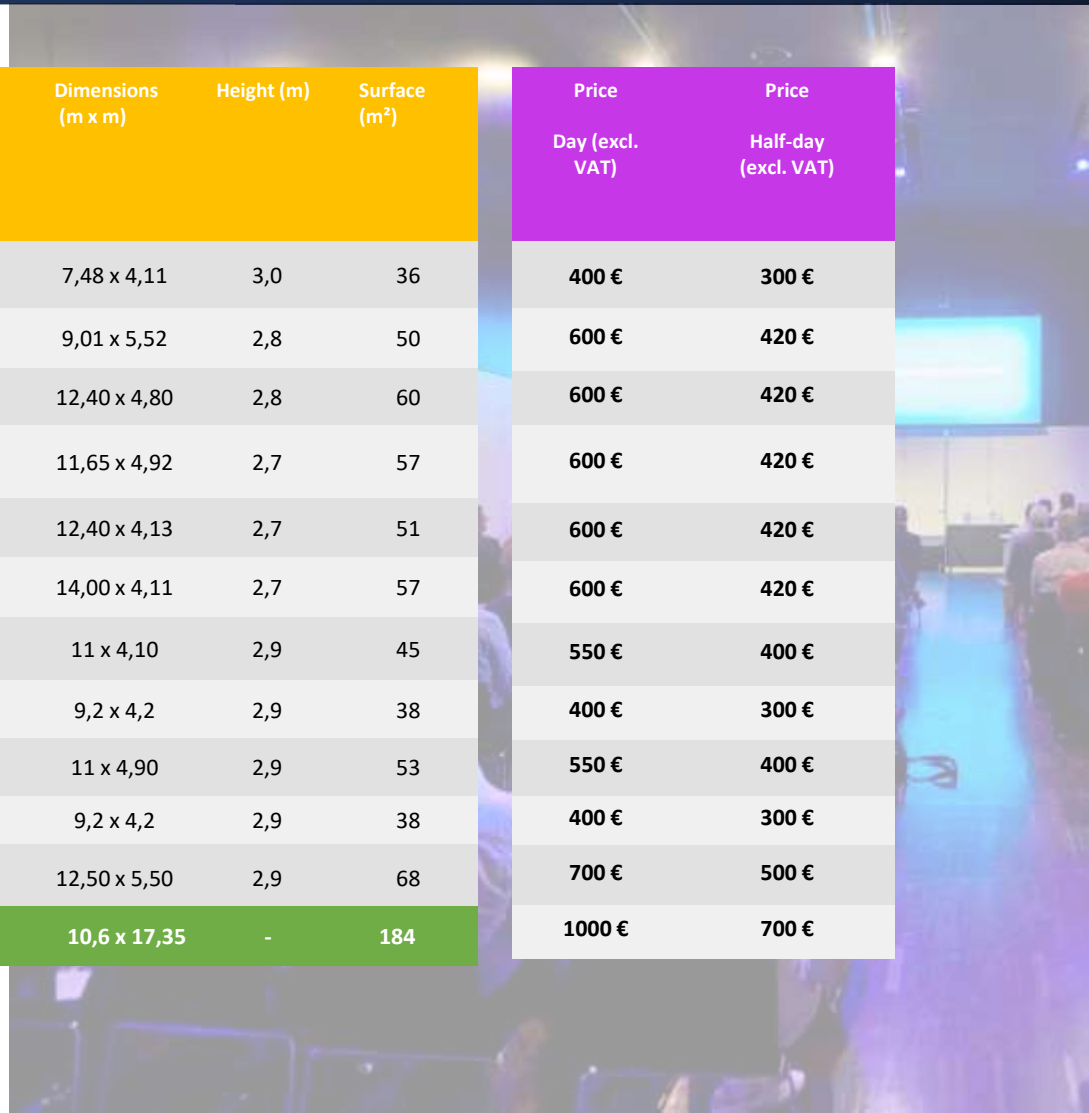 Dimensions Height (m) Surface Price Price
(m x m) (m²)
Day (excl. Half-day
VAT) (excl. VAT)
7,48 x 4,11 3,0 36 400 € 300 €
9,01 x 5,52 2,8 50 600 € 420 €
12,40 x 4,80 2,8 60 600 € 420 €
11,65 x 4,92 2,7 57 600 € 420 €
12,40 x 4,13 2,7 51 600 € 420 €
14,00 x 4,11 2,7 57 600 € 420 €
11 x 4,10 2,9 45 550 € 400 €
9,2 x 4,2 2,9 38 400 € 300 €
11 x 4,90 2,9 53 550 € 400 €
9,2 x 4,2 2,9 38 400 € 300 €
12,50 x 5,50 2,9 68 700 € 500 €
10,6 x 17,35 - 184 1000 € 700 €